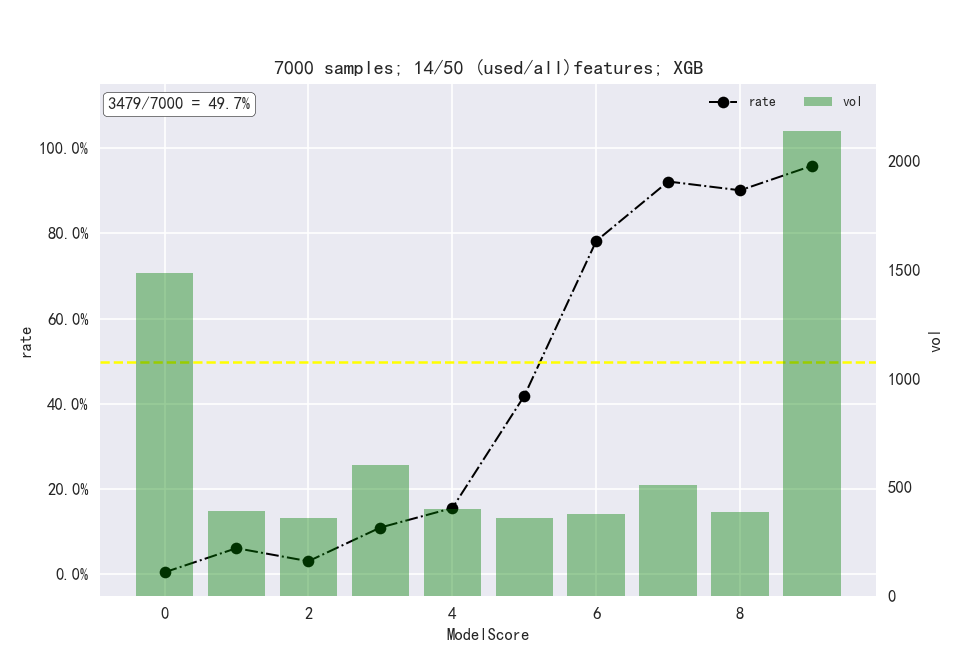 7000 samples; 14/50 (used/all)features; XGB
3479/7000 = 49.7%
rate
vol
100.0%
80.0%
60.0%
40.0%
20.0%
0.0%
rate
2000
1500
1000
500
0
vol
0
2
4
6
8
ModelScore